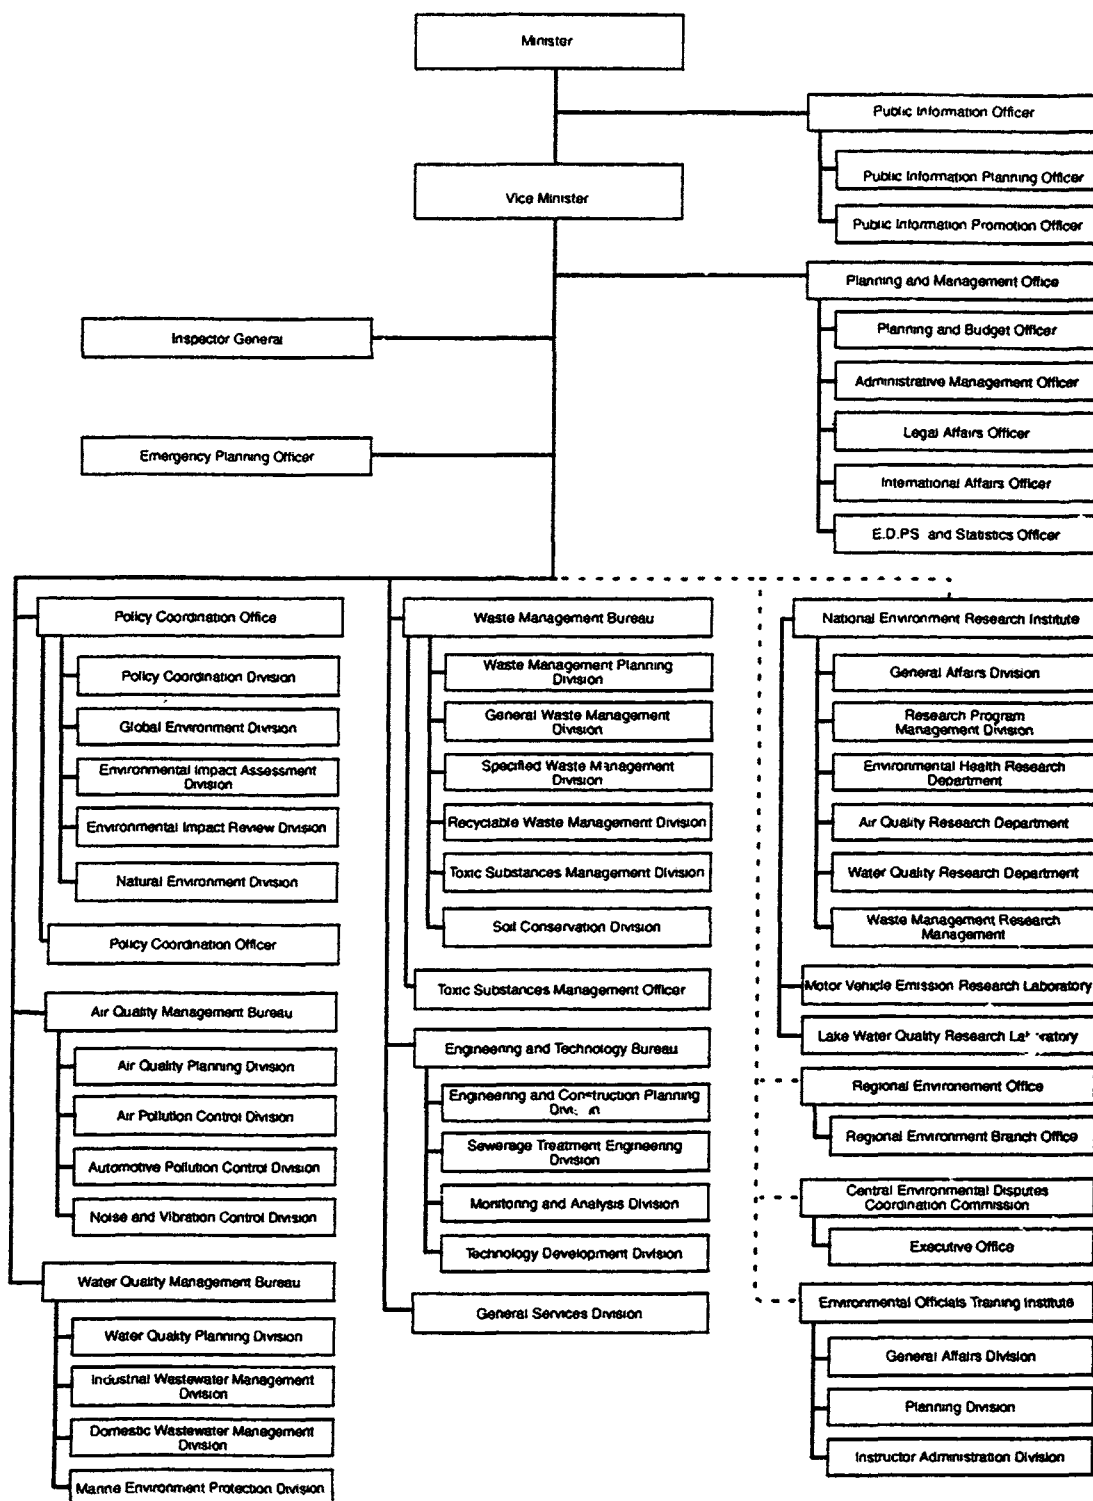 Minister
Public Information Officer
Public Information Planning Officer
Vice Minister
Public Information Promotion Officer
Planning and Management Office
Inspector General
Planning and Budget Officer
Administrative Management Officer
Legal Affairs Officer
Emergency Planning Officer
International Affairs Officer
E.D.PS and Statistics Officer
Policy Coordination Office
Policy Coordination Division
Global Environment Division
Environmental Impact Assessment
Division
Environmental Impact Review Division
Natural Environment Division
Policy Coordination Officer
Air Quality Management Bureau
Air Quality Planning Division
Air Pollution Control Division
Automotive Pollution Control Division
Noise and Vibration Control Division
Water Quality Management Bureau
Water Quality Planning Division
Industrial Wastewater Management
Division
Domestic Wastewater Management
Division
Marine Environment Protection Division
Waste Management Bureau
Waste Management Planning
Division
General Waste Management
Division
Specified Waste Management
Division
Recyclable Waste Management Division
Toxic Substances Management Division
Soil Conservation Division
Toxic Substances Management Officer
Engineering and Technology Bureau
Engineering and Construction Planning
Division
Sewerage Treatment Engineering
Division
Monitoring and Analysis Division
Technology Development Division
General Services Division
National Environment Research Institute
General Affairs Division
Research Program
Management Division
Environmental Health Research
Department
Air Quality Research Department
Water Quality Research Department
Waste Management Research
Management
Motor Vehicle Emission Research Laboratory
Lake Water Quality Research Laboratory
Regional Environement Office
Regional Environment Branch Office
Central Environmental Disputes
Coordination Commission
Executive Office
Environmental Officials Training Institute
General Affairs Division
Planning Division
Instructor Administration Division